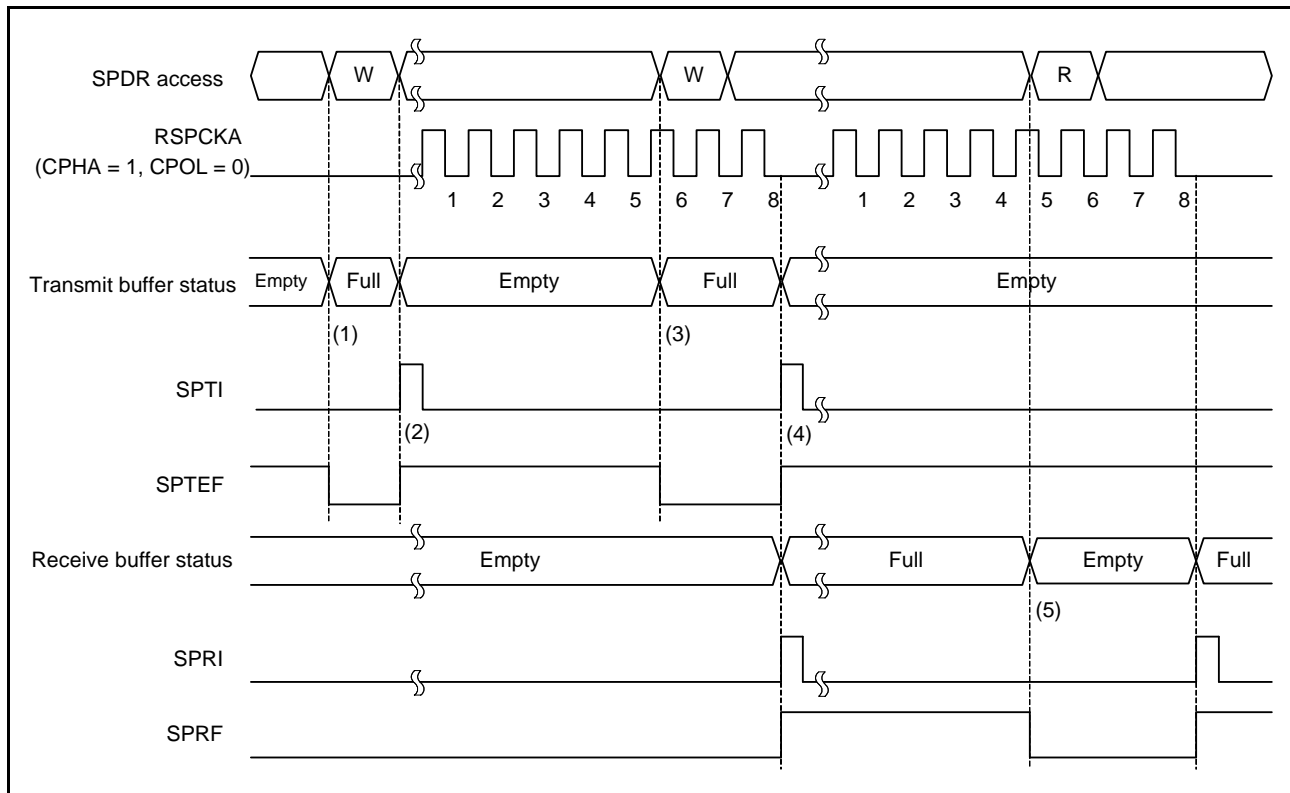 SPDR access W W R
RSPCKA
(CPHA = 1, CPOL = 0)
1 2 3 4 5 6 7 8 1 2 3 4 5 6 7 8
Transmit buffer status Empty Full Empty Full Empty
(1) (3)
SPTI
(2) (4)
SPTEF
Receive buffer status Empty Full Empty Full
(5)
SPRI
SPRF